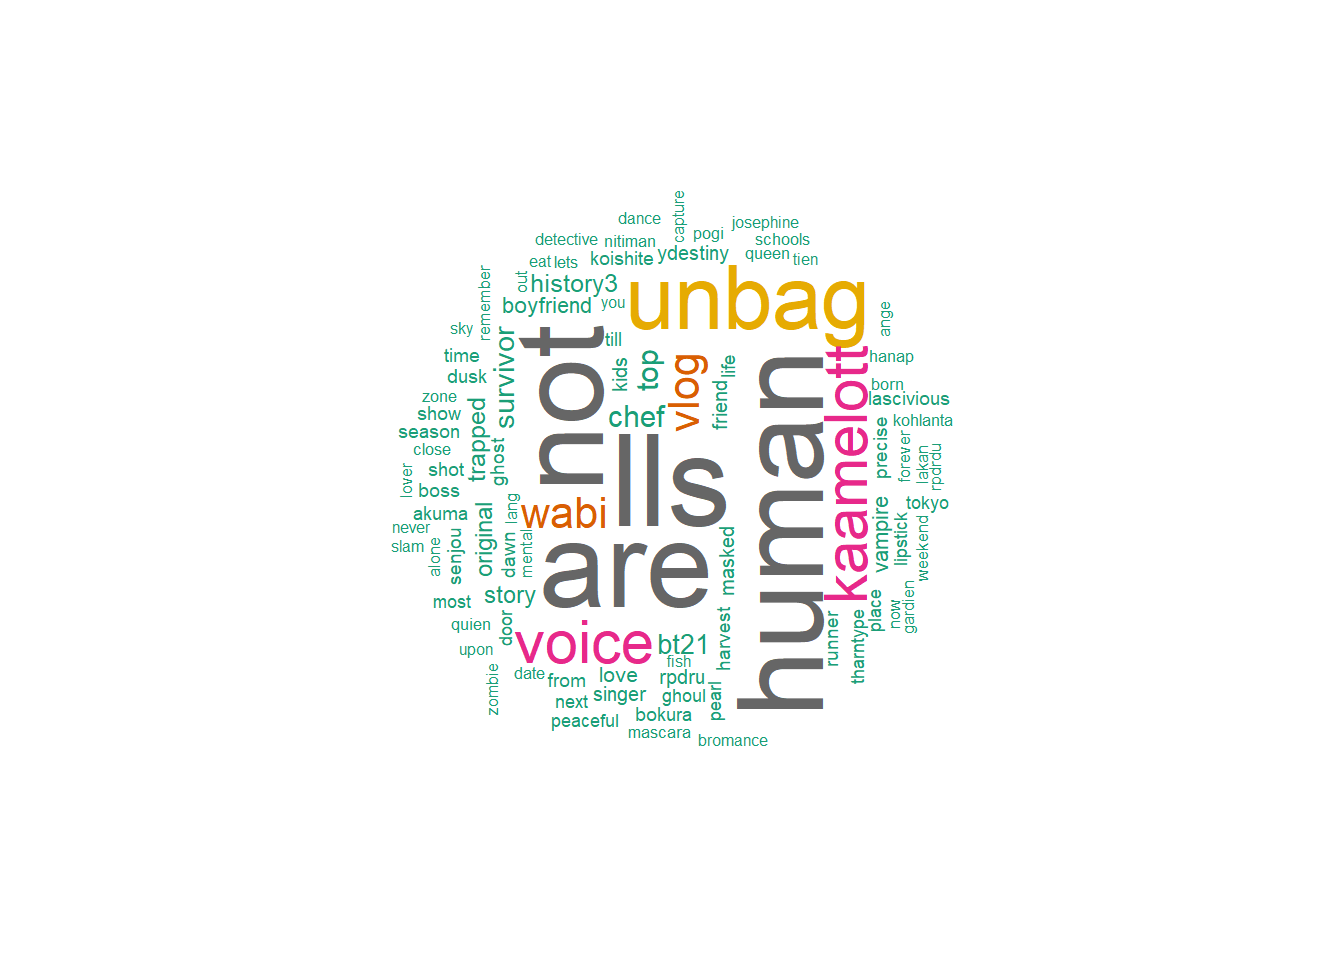 capture
dance
josephine
pogi
detective
nitiman
schools
koishite
ydestiny
queen
tien
eat
lets
out
history3
unbag
remember
boyfriend
you
ange
sky
survivor
not
till
time
kids
top
vlog
life
kaamelott
hanap
dusk
human
born
zone
trapped
chef
friend
lascivious
show
kohlanta
season
ghost
precise
close
lls
forever
lakan
rpdrdu
lover
shot
boss
original
lang
wabi
vampire
tokyo
akuma
never
senjou
dawn
mental
are
masked
lipstick
weekend
slam
alone
most
story
harvest
place
now
gardien
quien
door
voice
bt21
runner
tharntype
upon
fish
zombie
date
from
love
rpdru
pearl
next
singer
ghoul
peaceful
bokura
mascara
bromance